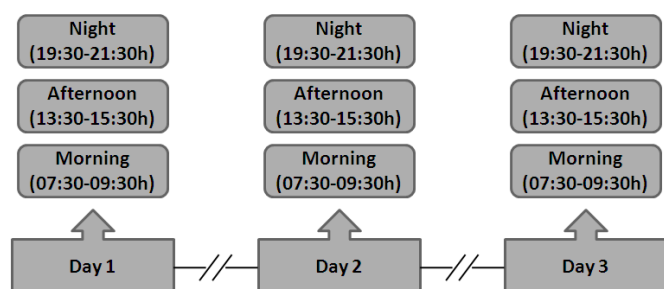 Night
(19:30-21:30h)
Afternoon
(13:30-15:30h)
Morning
(07:30-09:30h)
Day 1
Night
(19:30-21:30h)
Afternoon
(13:30-15:30h)
Morning
(07:30-09:30h)
Day 2
Night
(19:30-21:30h)
Afternoon
(13:30-15:30h)
Morning
(07:30-09:30h)
Day 3